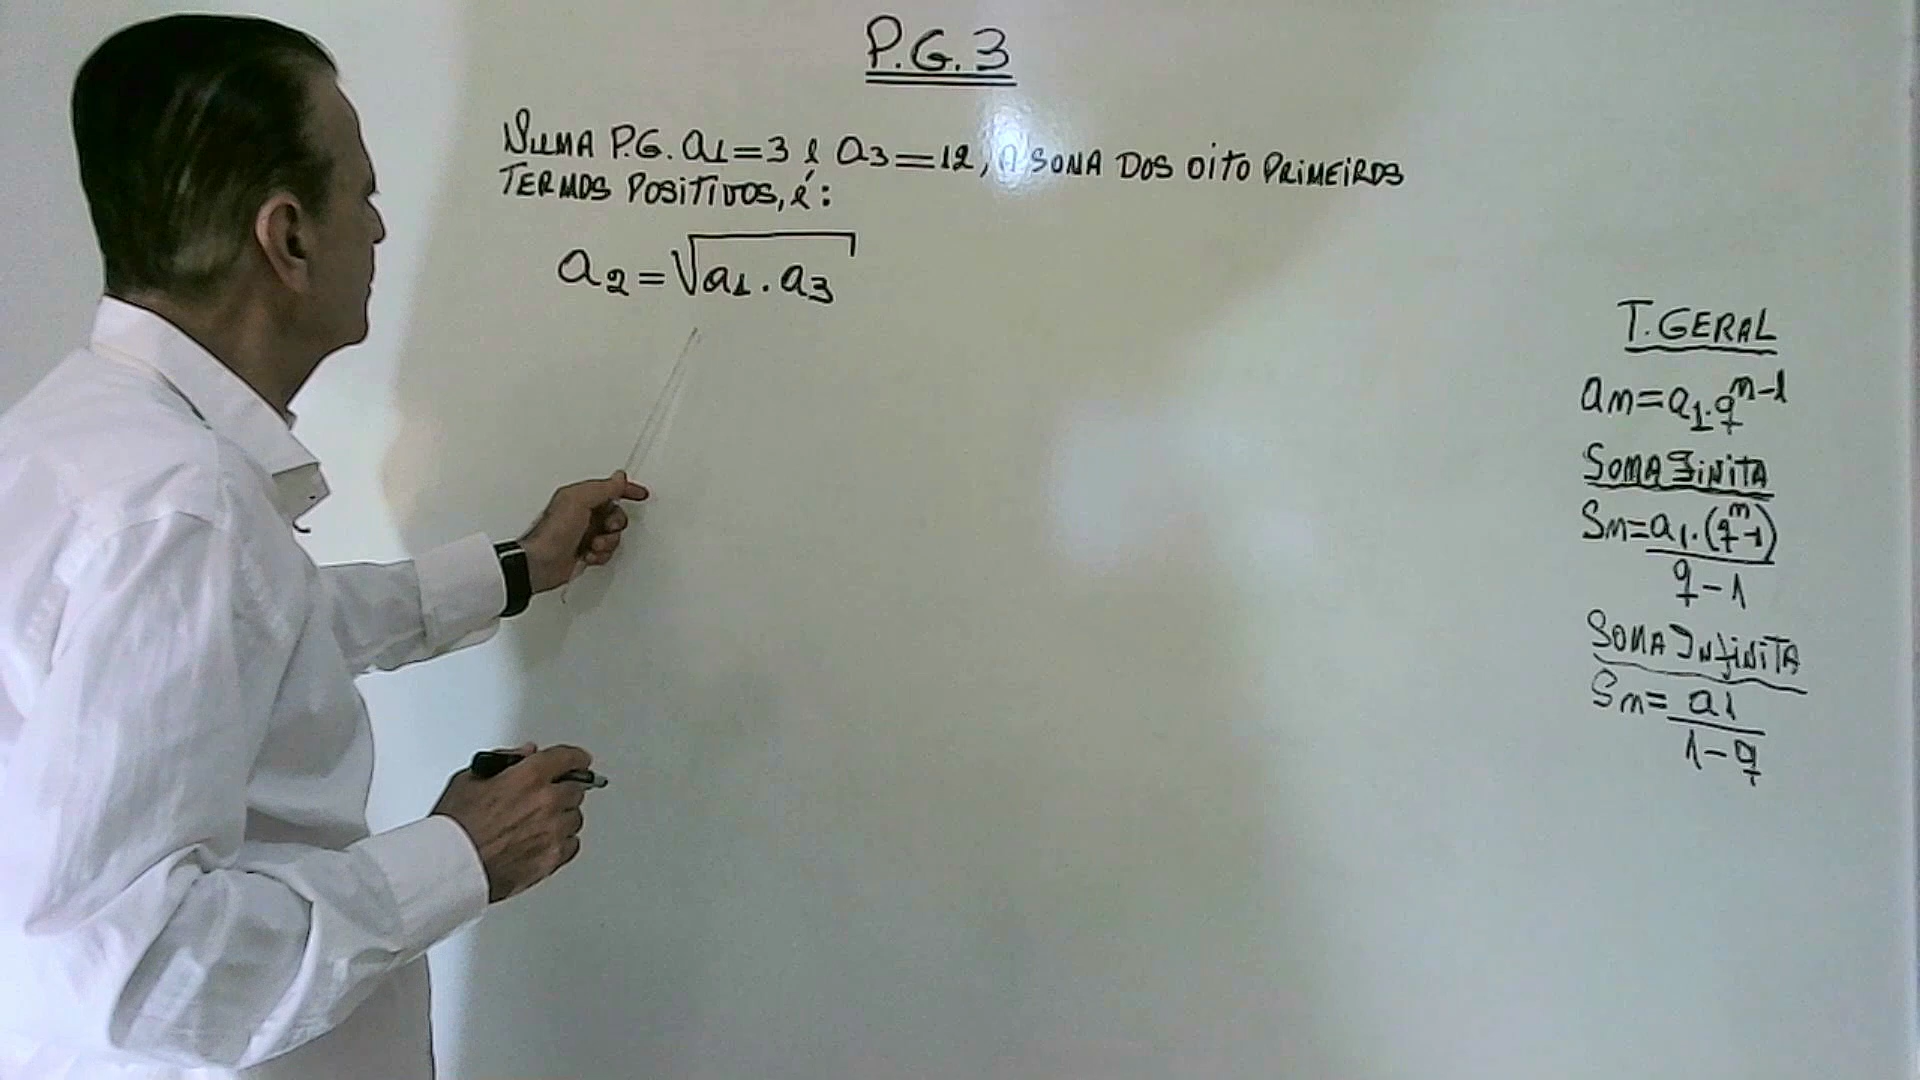 P.G. 3
NUMA P.G. a1=3 e a3=12, A SOMA DOS OITO PRIMEIROS
TERMOS POSITIVOS, é:
a2=√a1.a3
T. GERAL
an=a1.q^n-1
SOMA FINITA
Sn=a1.(q^n-1)
q-1
SOMA INFINITA
Sn=a1
1-q